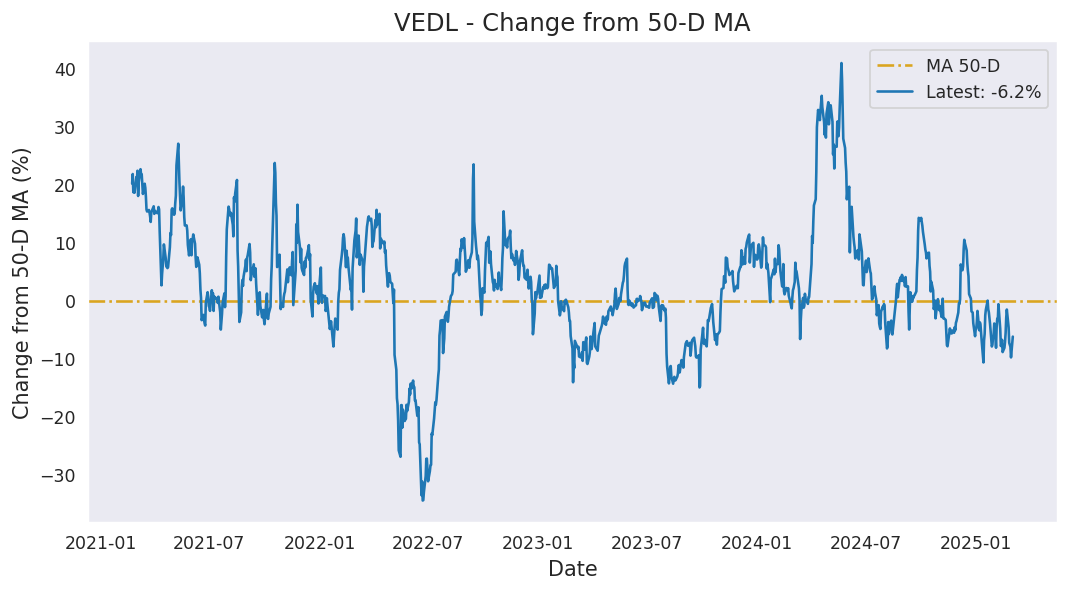 VEDL - Change from 50-D MA
MA 50-D
Latest: -6.2%
Change from 50-D MA (%)
40
30
20
10
0
−10
−20
−30
2021-01 2021-07 2022-01 2022-07 2023-01 2023-07 2024-01 2024-07 2025-01
Date